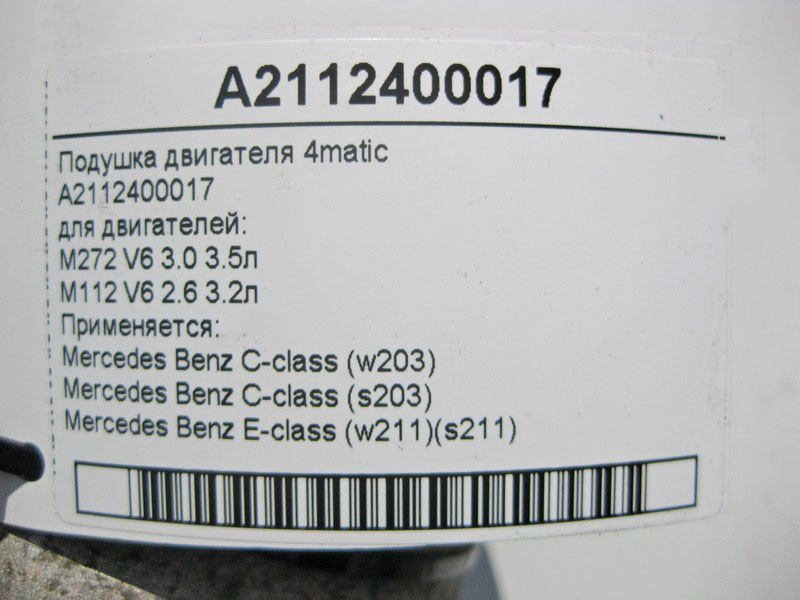 A2112400017
Подушка двигателя 4matic
A2112400017
для двигателей:
M272 V6 3.0 3.5л
M112 V6 2.6 3.2л
Применяется:
Mercedes Benz C-class (w203)
Mercedes Benz C-class (s203)
Mercedes Benz E-class (w211)(s211)